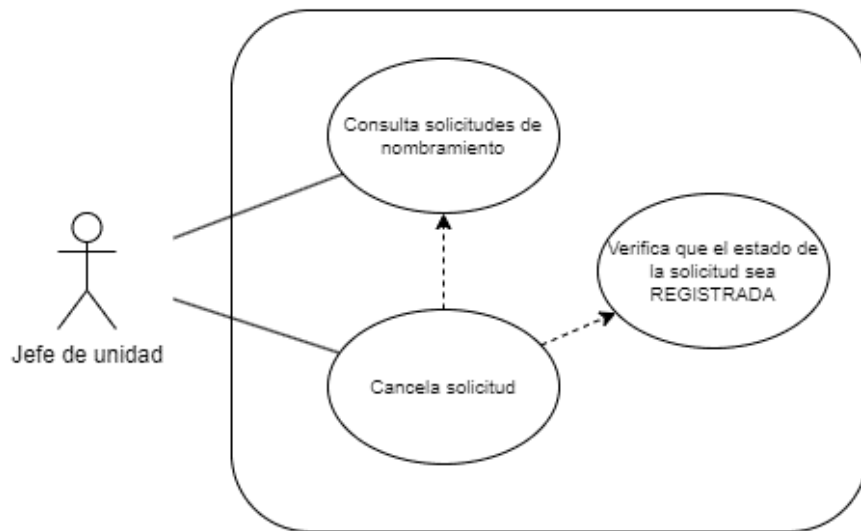 Consulta solicitudes de
nombramiento
Verifica que el estado de
la solicitud sea
REGISTRADA
Jefe de unidad
Cancela solicitud